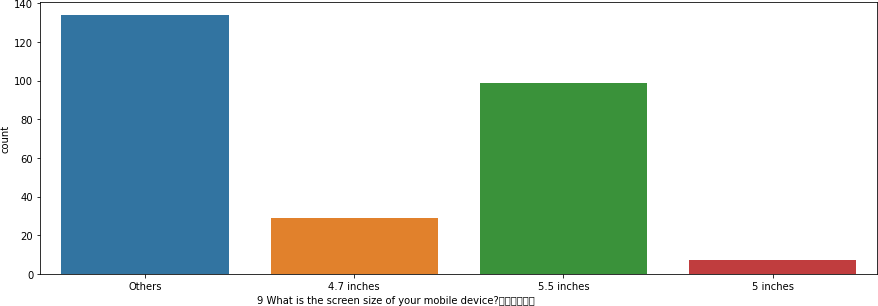 140
120
100
80
60
40
20
0
count
Others 4.7 inches 5.5 inches 5 inches
9 What is the screen size of your mobile device?